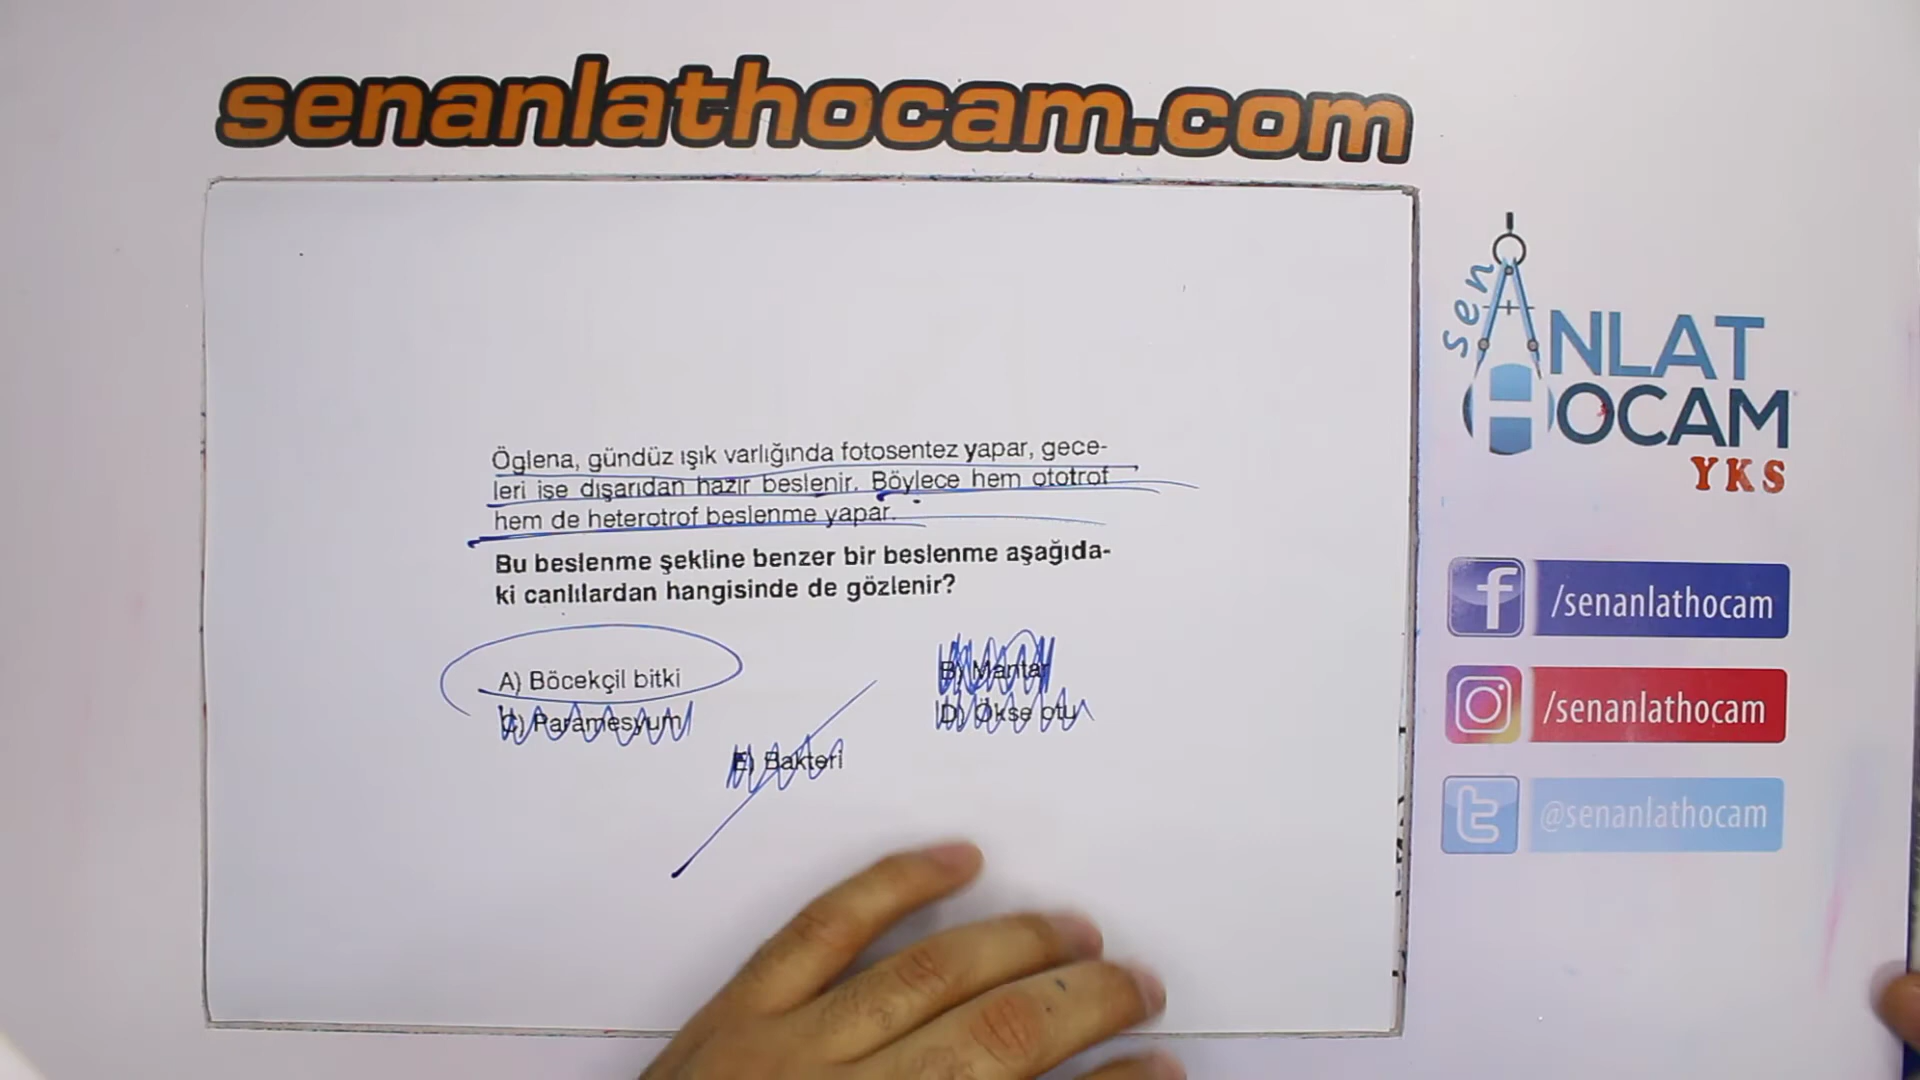 senanlathocam.com
Öglena, gündüz ışık varlığında fotosentez yapar, gece-
leri ise dışarıdan hazır beslenir. Böylece hem ototrof
hem de heterotrof beslenme yapar.
Bu beslenme şekline benzer bir beslenme aşağıda-
ki canlılardan hangisinde de gözlenir?
A) Böcekçil bitki
B) Mantar
C) Paramesyum
D) Ökse otu
E) Bakteri
sen
ANLAT
HOCAM
YKS
f /senanlathocam
/senanlathocam
t @senanlathocam